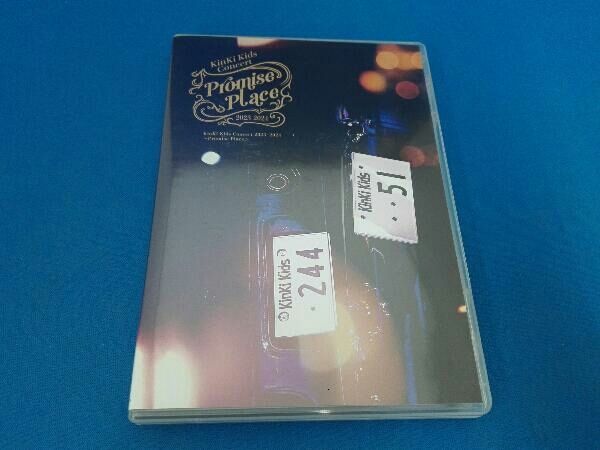 KinKi Kids
Concert
Promise
Place
2023-2024
KinKi Kids Concert 2023-2024
~Promise Place~
* KinKi Kids *
··51
© KinKi Kids ©
·244